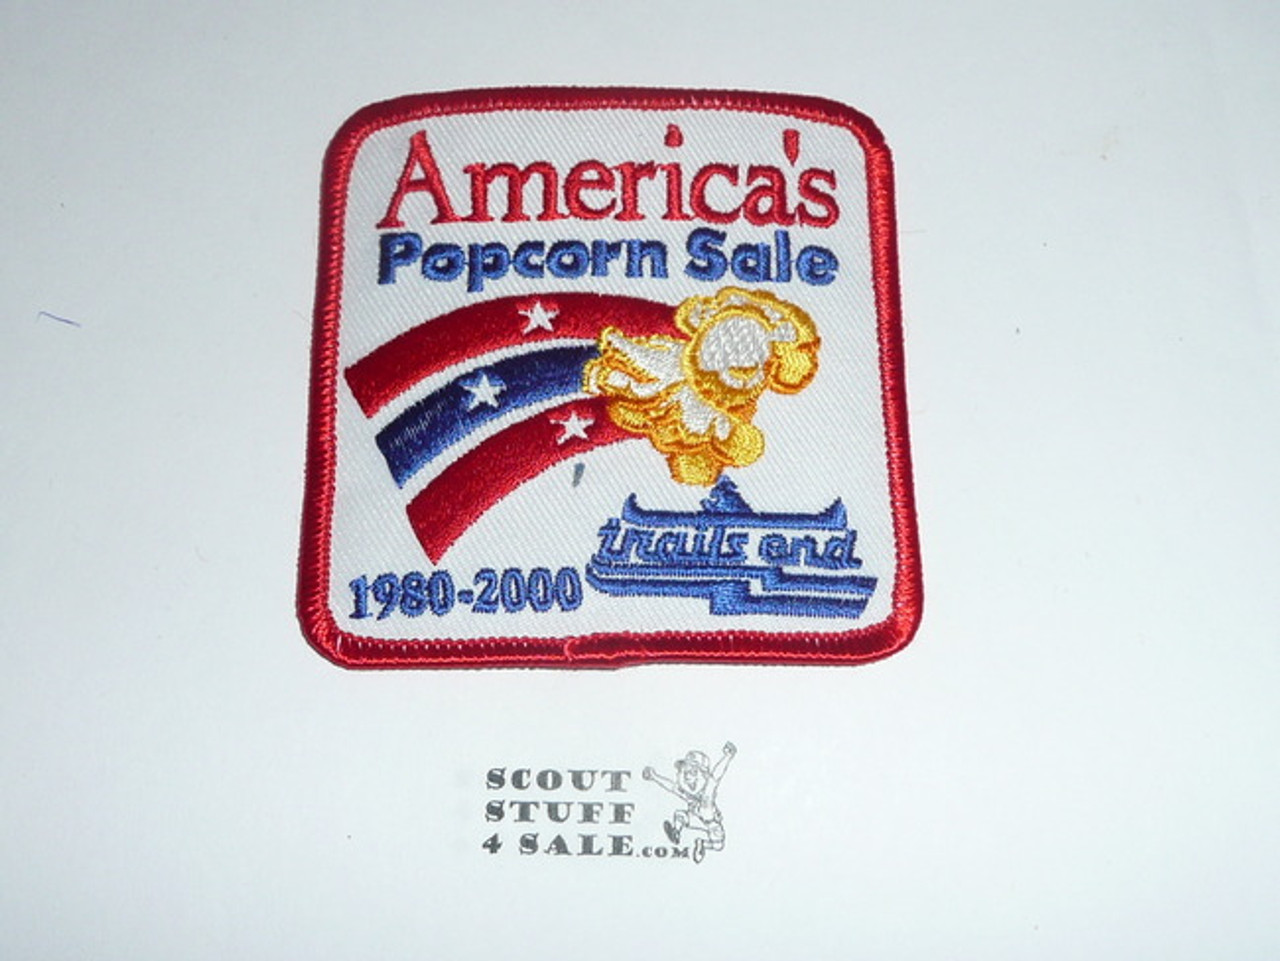 America's
Popcorn Sale
trails end
1980-2000
SCOUT
STUFF
4 SALE.COM